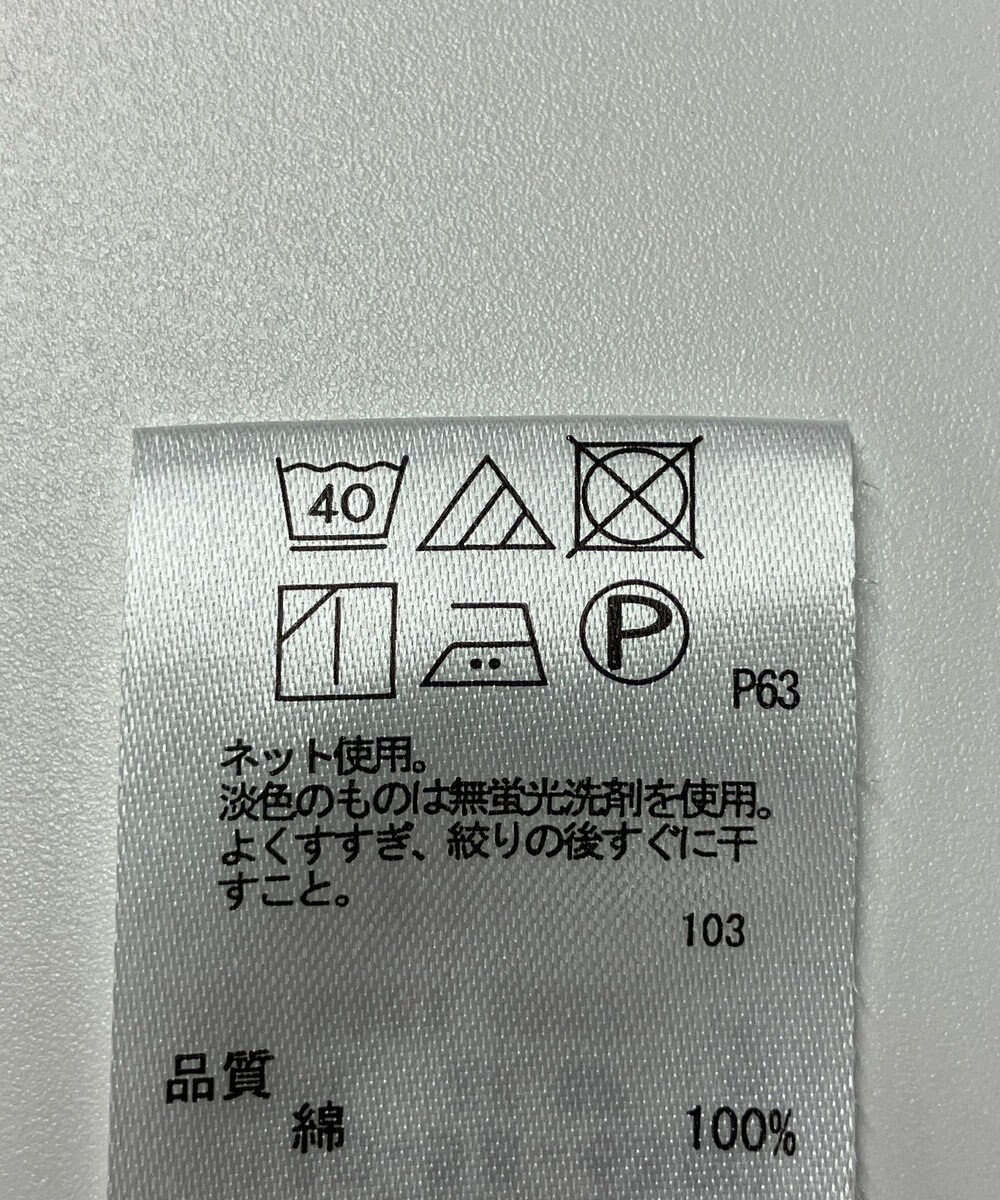 40
P
P63
ネット使用。
淡色のものは無蛍光洗剤を使用。
よくすすぎ、絞りの後すぐに干
すこと。
103
品質
綿 100%